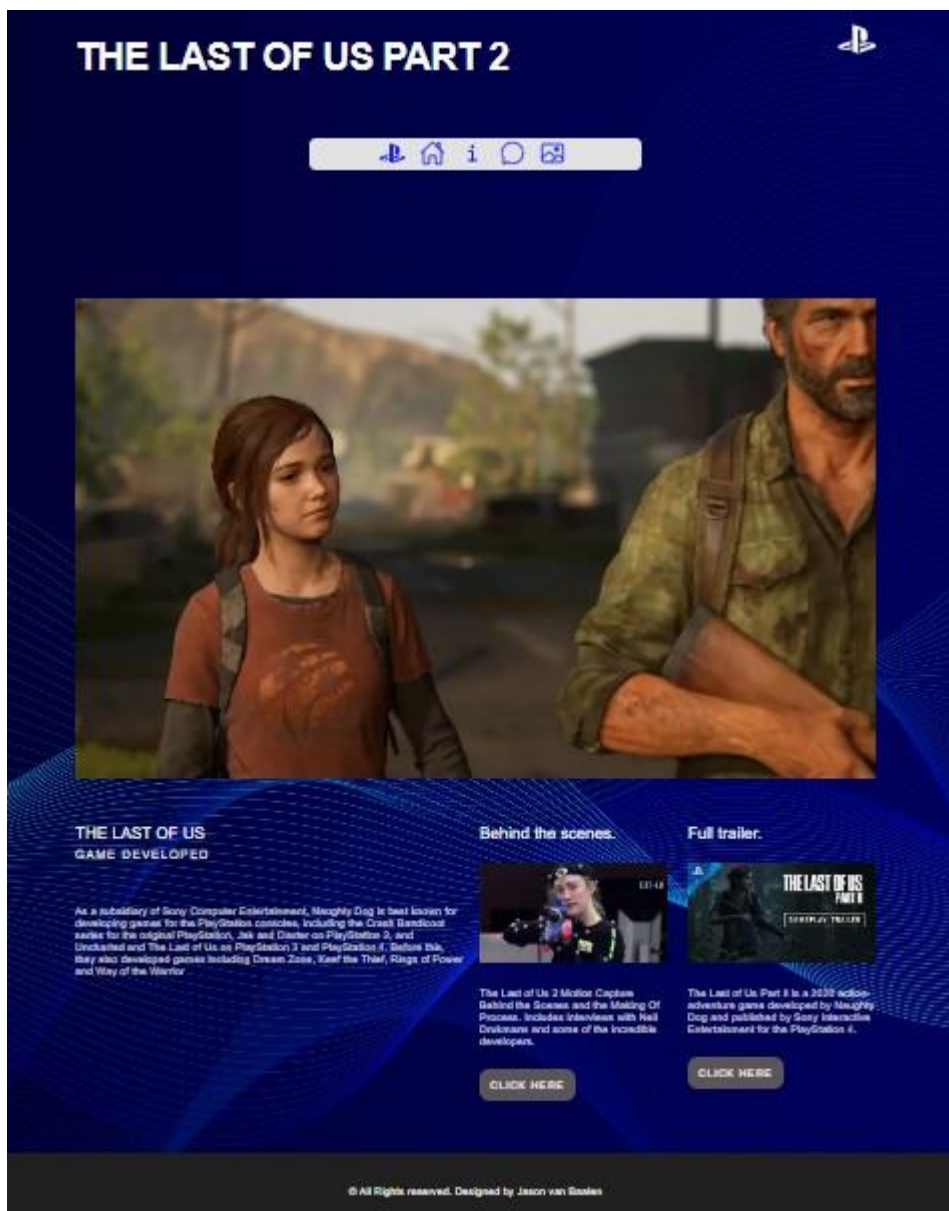 THE LAST OF US PART 2
i
THE LAST OF US
GAME DEVELOPED
As a subsidiary of Sony Computer Entertainment, Naughty Dog is best known for
developing games for the PlayStation consoles, including the Crash Bandicoot
series for the original PlayStation, Jak and Daxter on PlayStation 2, and
Uncharted and The Last of Us on PlayStation 3 and PlayStation 4. Before this,
they also developed games including Dream Zone, Keef the Thief, Rings of Power
and Way of the Warrior
Behind the scenes.
The Last of Us 2 Motion Capture
Behind the Scenes and the Making Of
Process. Includes interviews with Neil
and some of the incredible
developers.
CLICK HERE
Full trailer.
THE LAST OF US
PART II
GAMEPLAY TRAILER
The Last of Us Part II is a 2020 action-
adventure game developed by Naughty
Dog and published by Sony Interactive
Entertainment for the PlayStation 4.
CLICK HERE
© All Rights reserved. Designed by Jason van Baalen